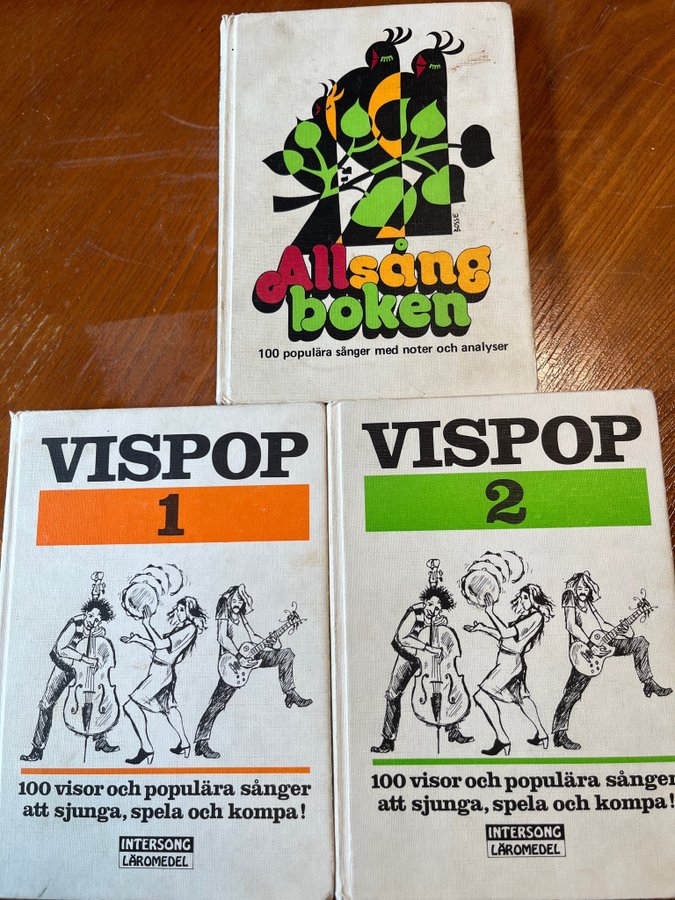 BOSSE
Allsång
boken
100 populära sånger med noter och analyser
VISPOP
1
100 visor och populära sånger
att sjunga, spela och kompa!
INTERSONG
LÄROMEDEL
VISPOP
2
100 visor och populära sånger
att sjunga, spela och kompa!
INTERSONG
LÄROMEDEL